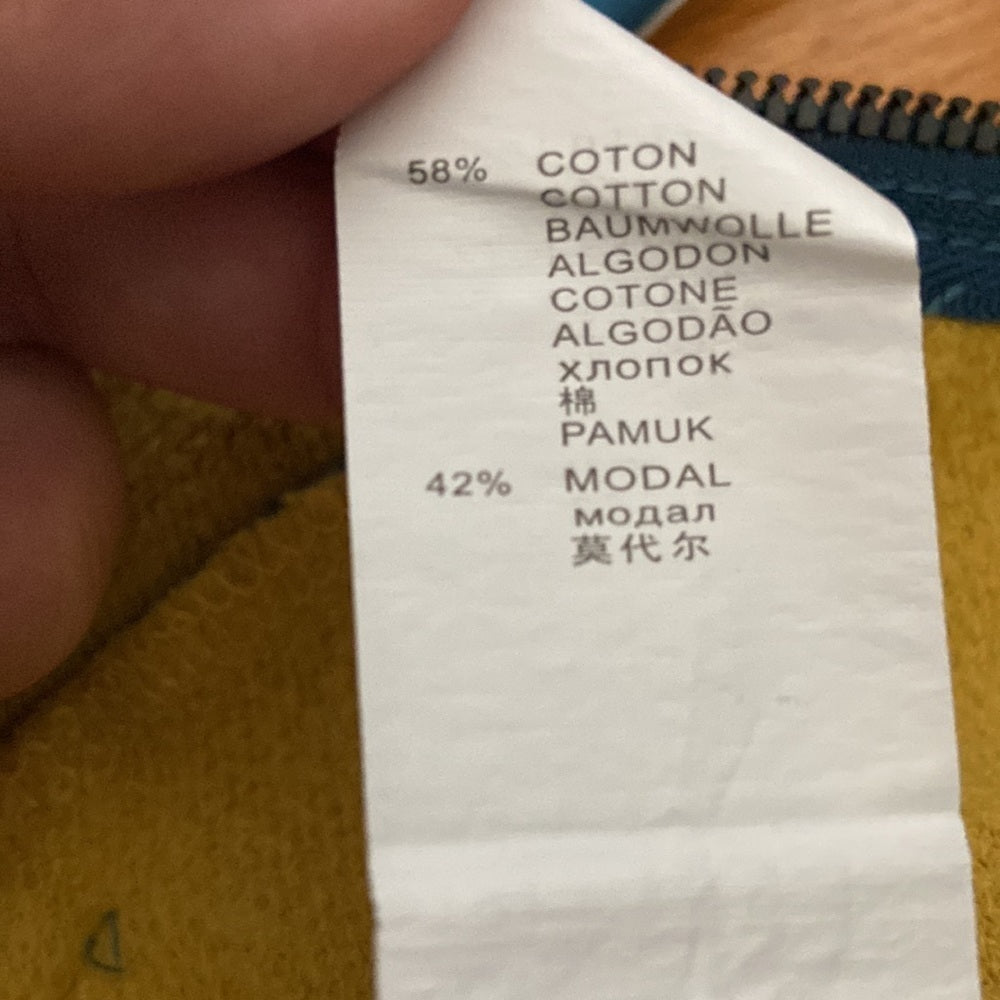 58% COTON
COTTON
BAUMWOLLE
ALGODON
COTONE
ALGODÃO
хлопок
棉
PAMUK
42% MODAL
модал
莫代尔